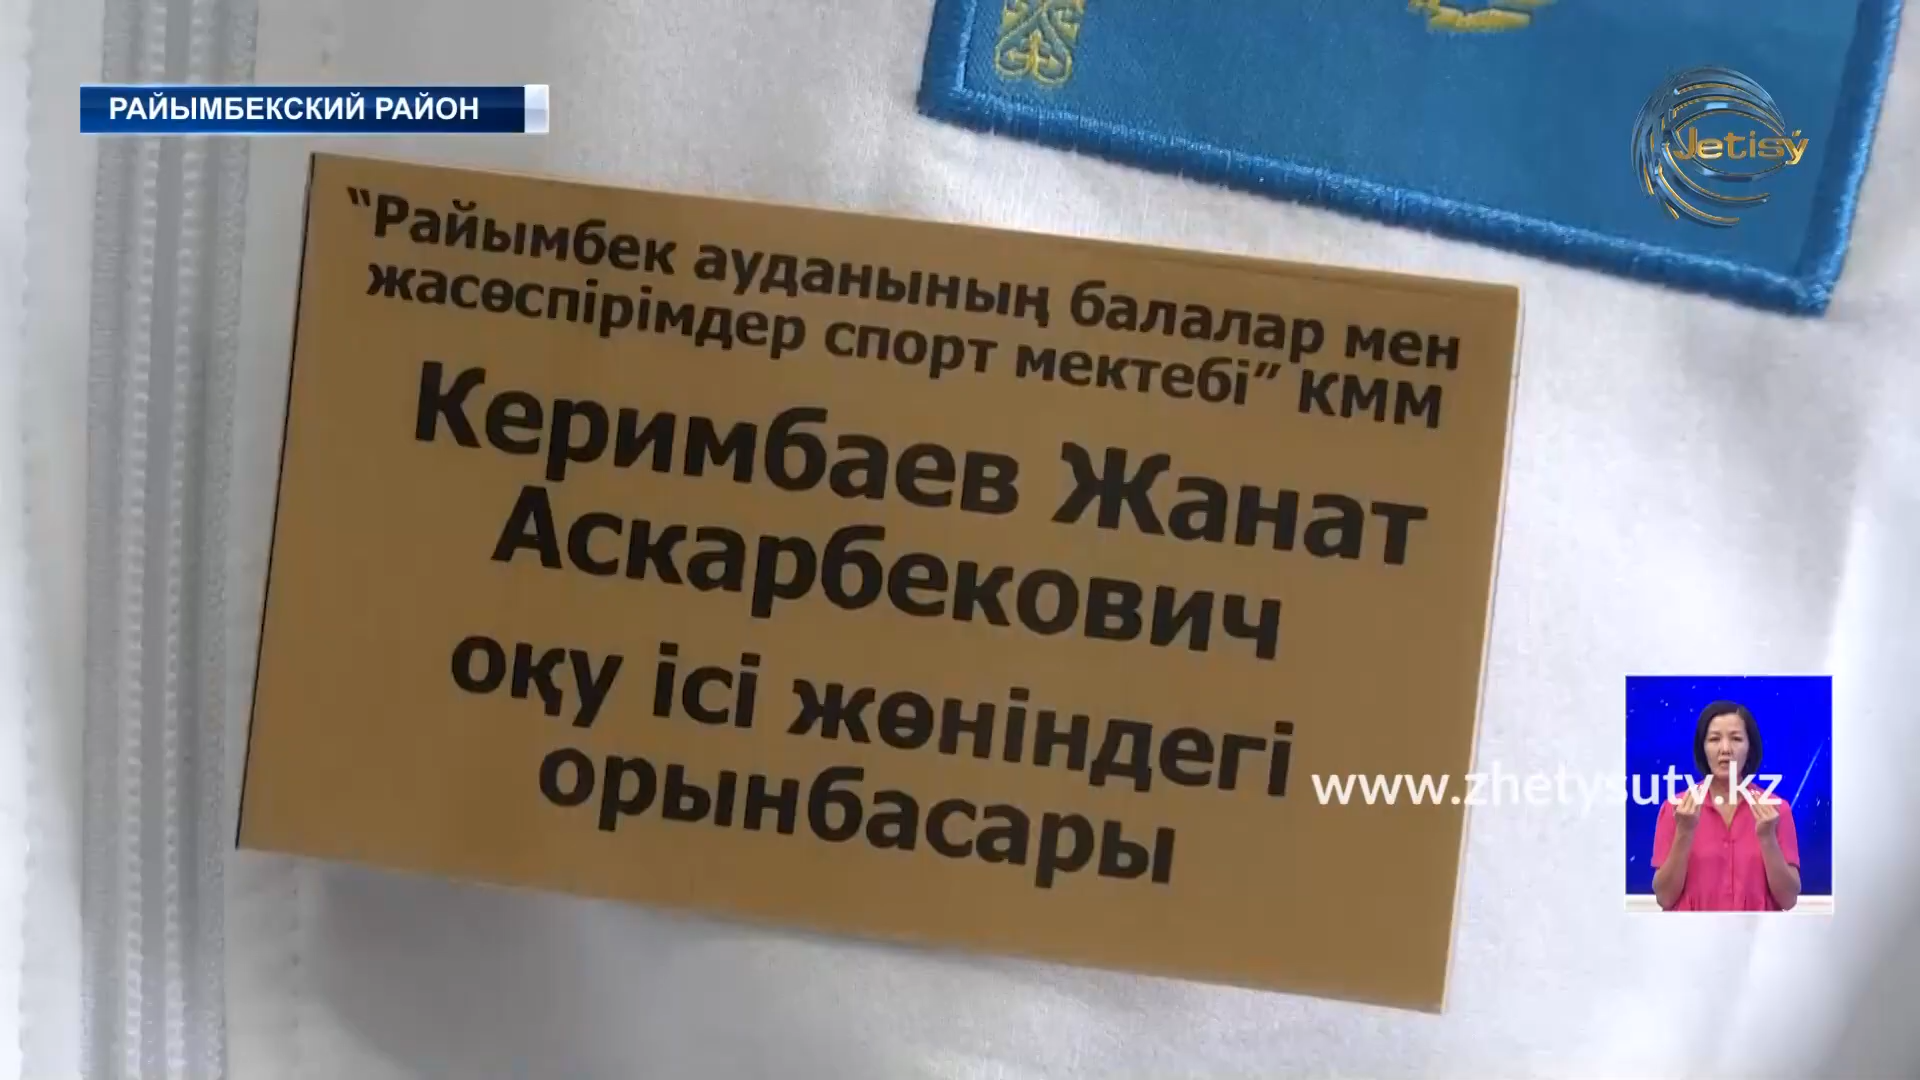 РАЙЫМБЕКСКИЙ РАЙОН
Jetisý
“Райымбек ауданының балалар мен
жасөспірімдер спорт мектебі” КММ
Керимбаев Жанат
Аскарбекович
оқу ісі жөніндегі
орынбасары
www.zhetysutv.kz